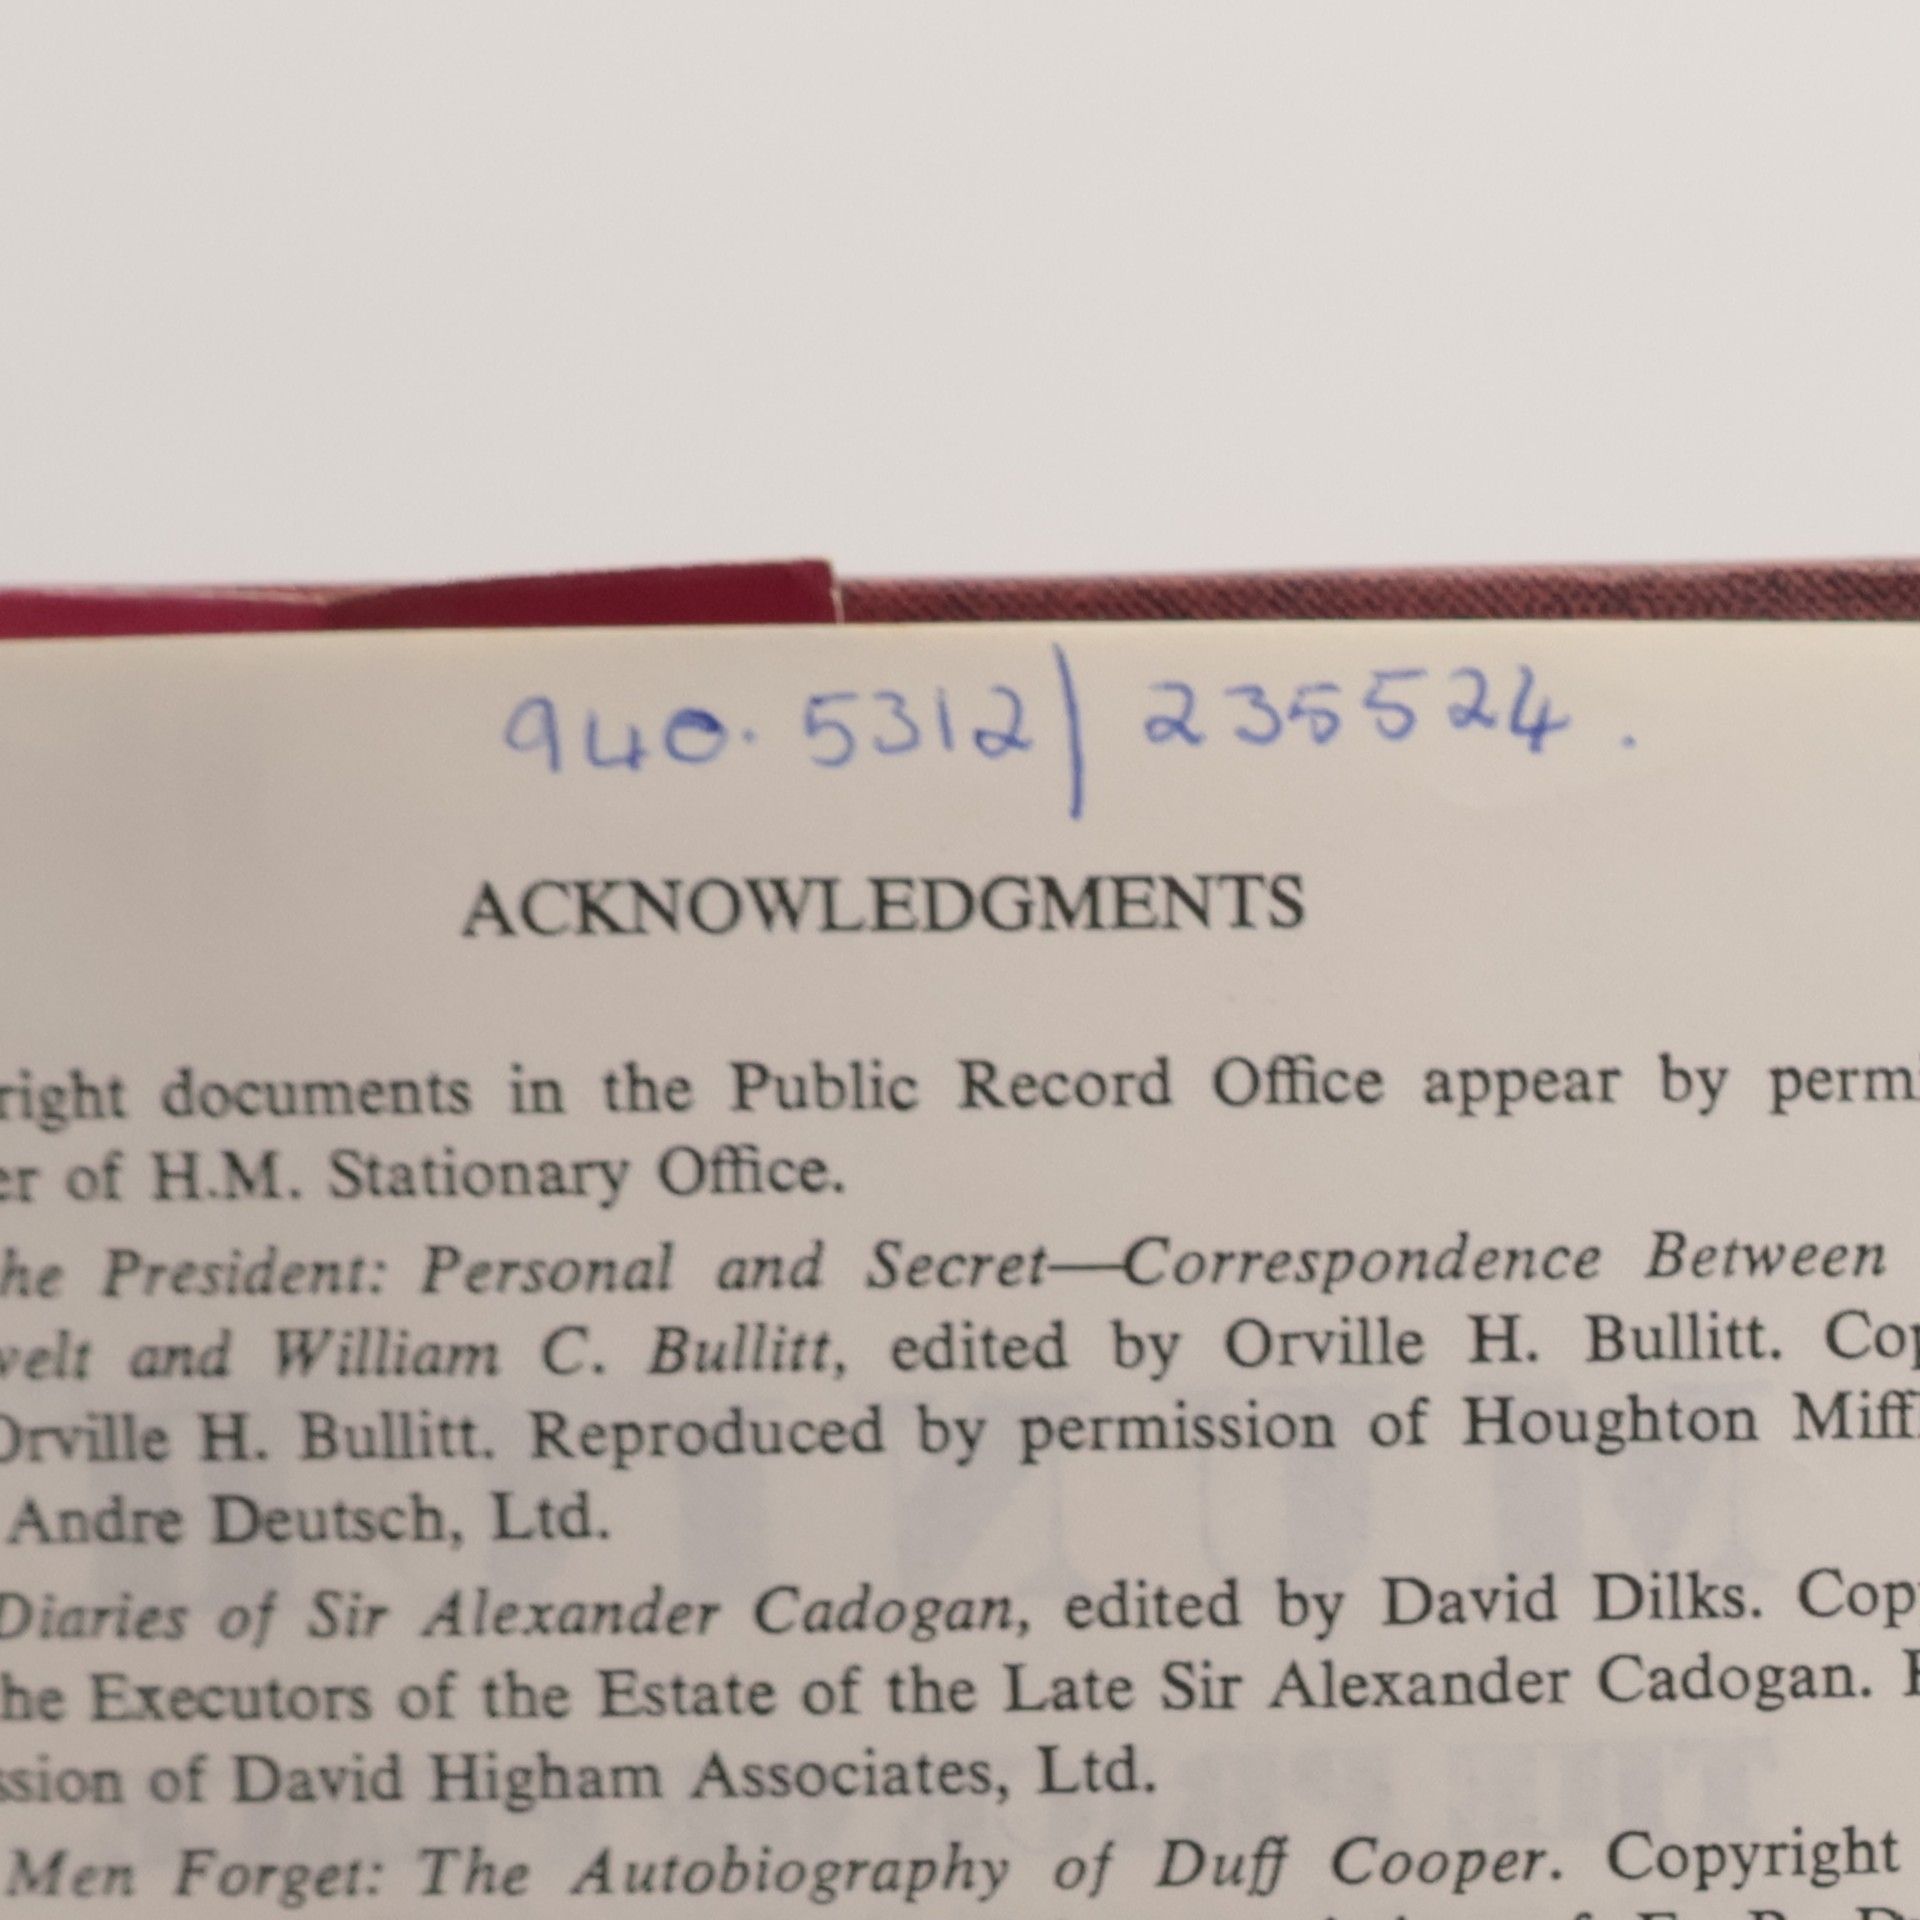 940.5312| 235524.
ACKNOWLEDGMENTS
right documents in the Public Record Office appear by permi
er of H.M. Stationary Office.
he President: Personal and Secret—Correspondence Between
velt and William C. Bullitt, edited by Orville H. Bullitt. Cop
Orville H. Bullitt. Reproduced by permission of Houghton Miffl
Andre Deutsch, Ltd.
Diaries of Sir Alexander Cadogan, edited by David Dilks. Cop
he Executors of the Estate of the Late Sir Alexander Cadogan.
ssion of David Higham Associates, Ltd.
Men Forget: The Autobiography of Duff Cooper. Copyright